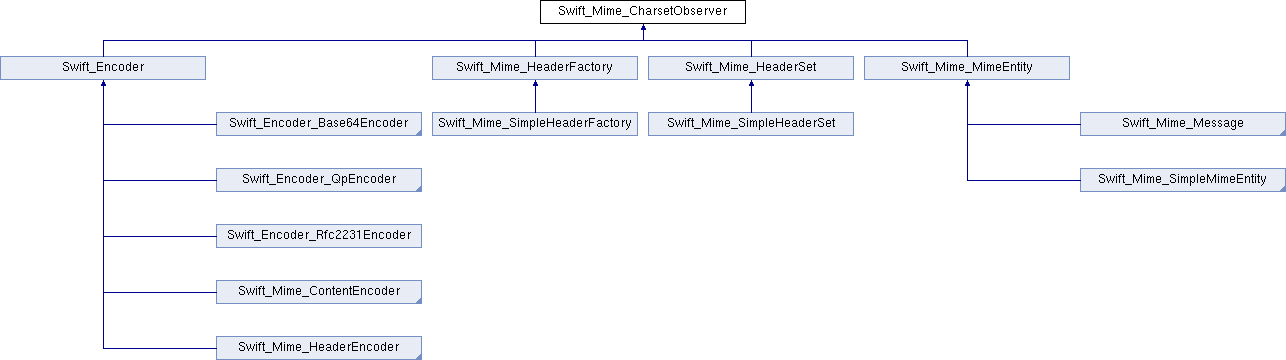 Swift_Mime_CharsetObserver
Swift_Encoder
Swift_Mime_HeaderFactory
Swift_Mime_HeaderSet
Swift_Mime_MimeEntity
Swift_Encoder_Base64Encoder
Swift_Mime_SimpleHeaderFactory
Swift_Mime_SimpleHeaderSet
Swift_Mime_Message
Swift_Encoder_QpEncoder
Swift_Mime_SimpleMimeEntity
Swift_Encoder_Rfc2231Encoder
Swift_Mime_ContentEncoder
Swift_Mime_HeaderEncoder